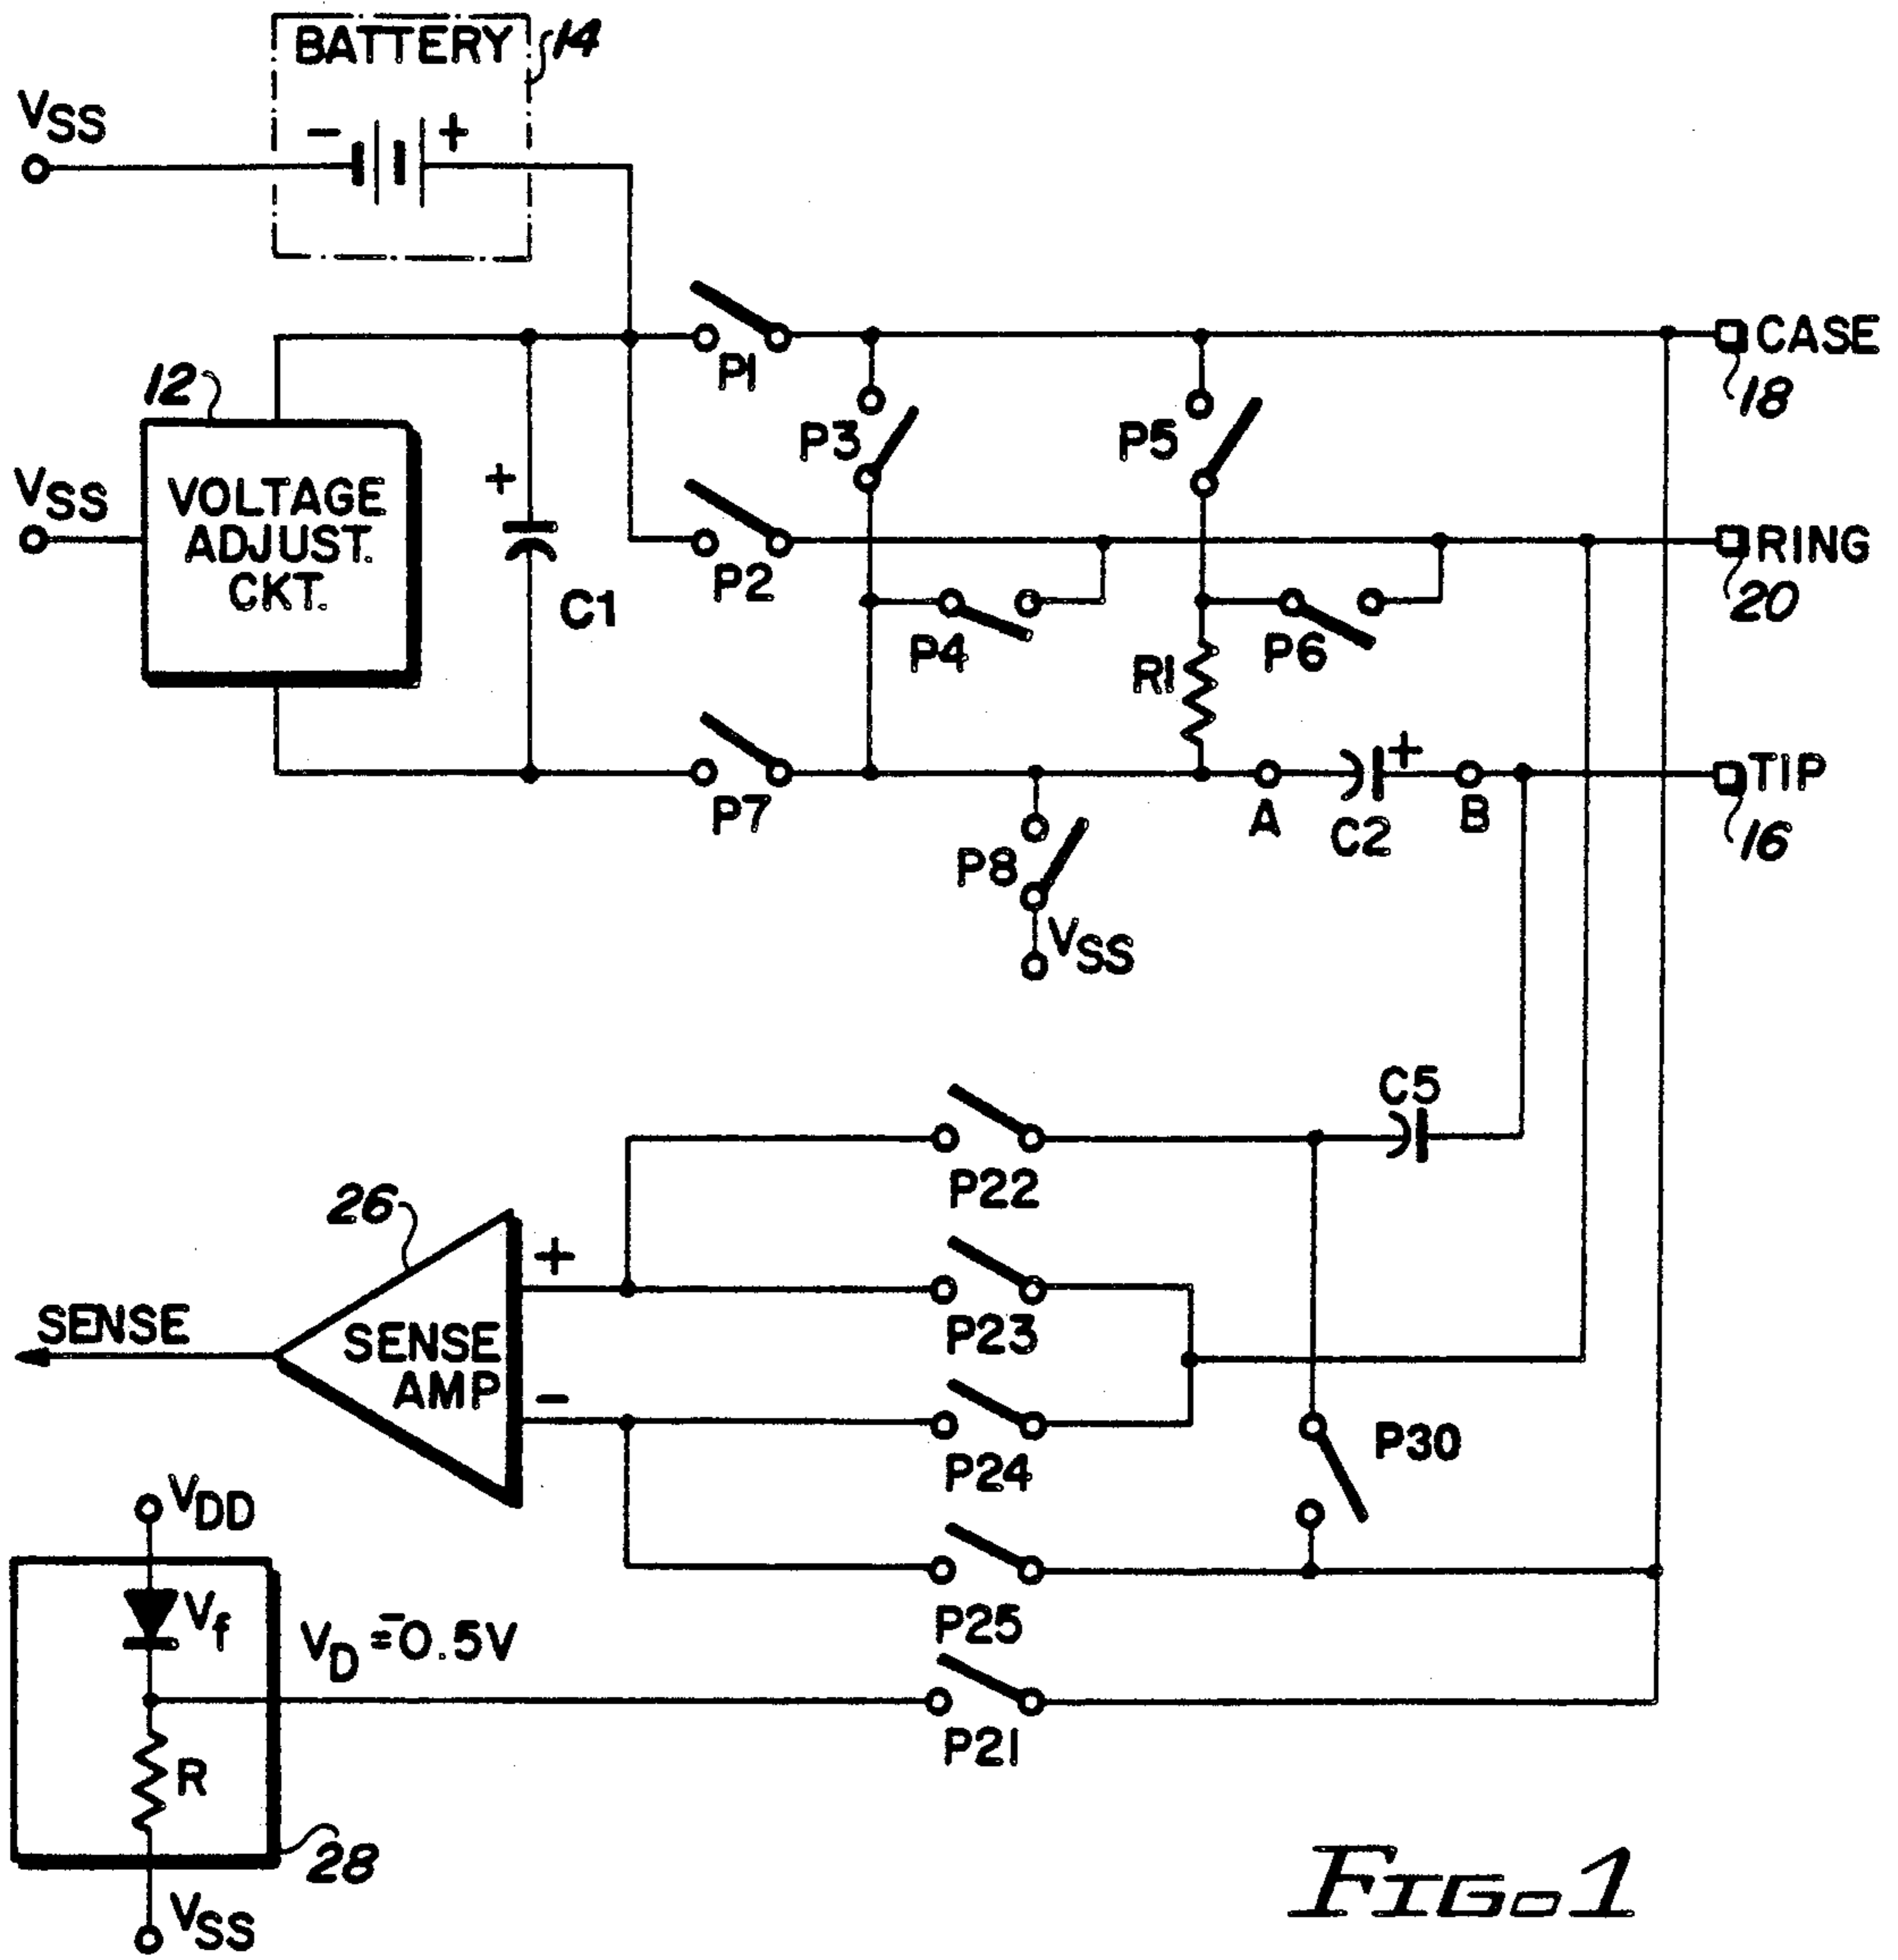 BATTERY
14
VSS
- +
CASE
18
P1
12
P3
P5
VSS
VOLTAGE
ADJUST.
CKT.
+
C1
P2
RING
20
P4
P6
R1
+
TIP
16
P7
A
C2
B
P8
VSS
C5
P22
26
+
SENSE
SENSE
AMP
P23
-
P24
P30
VDD
Vf
VD = -0.5V
P25
P21
R
28
VSS
FIG. 1